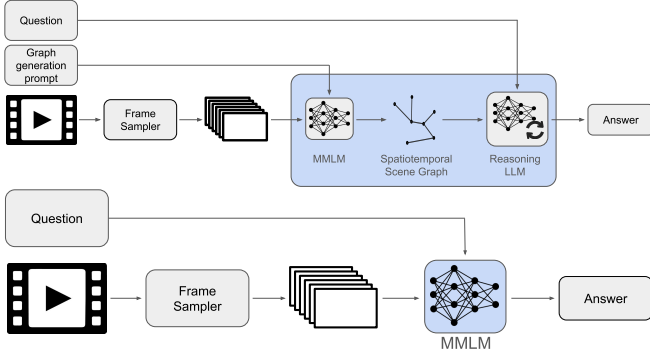 Question
Graph
generation
prompt
Frame
Sampler
MMLM
Spatiotemporal
Scene Graph
Reasoning
LLM
Answer
Question
Frame
Sampler
MMLM
Answer